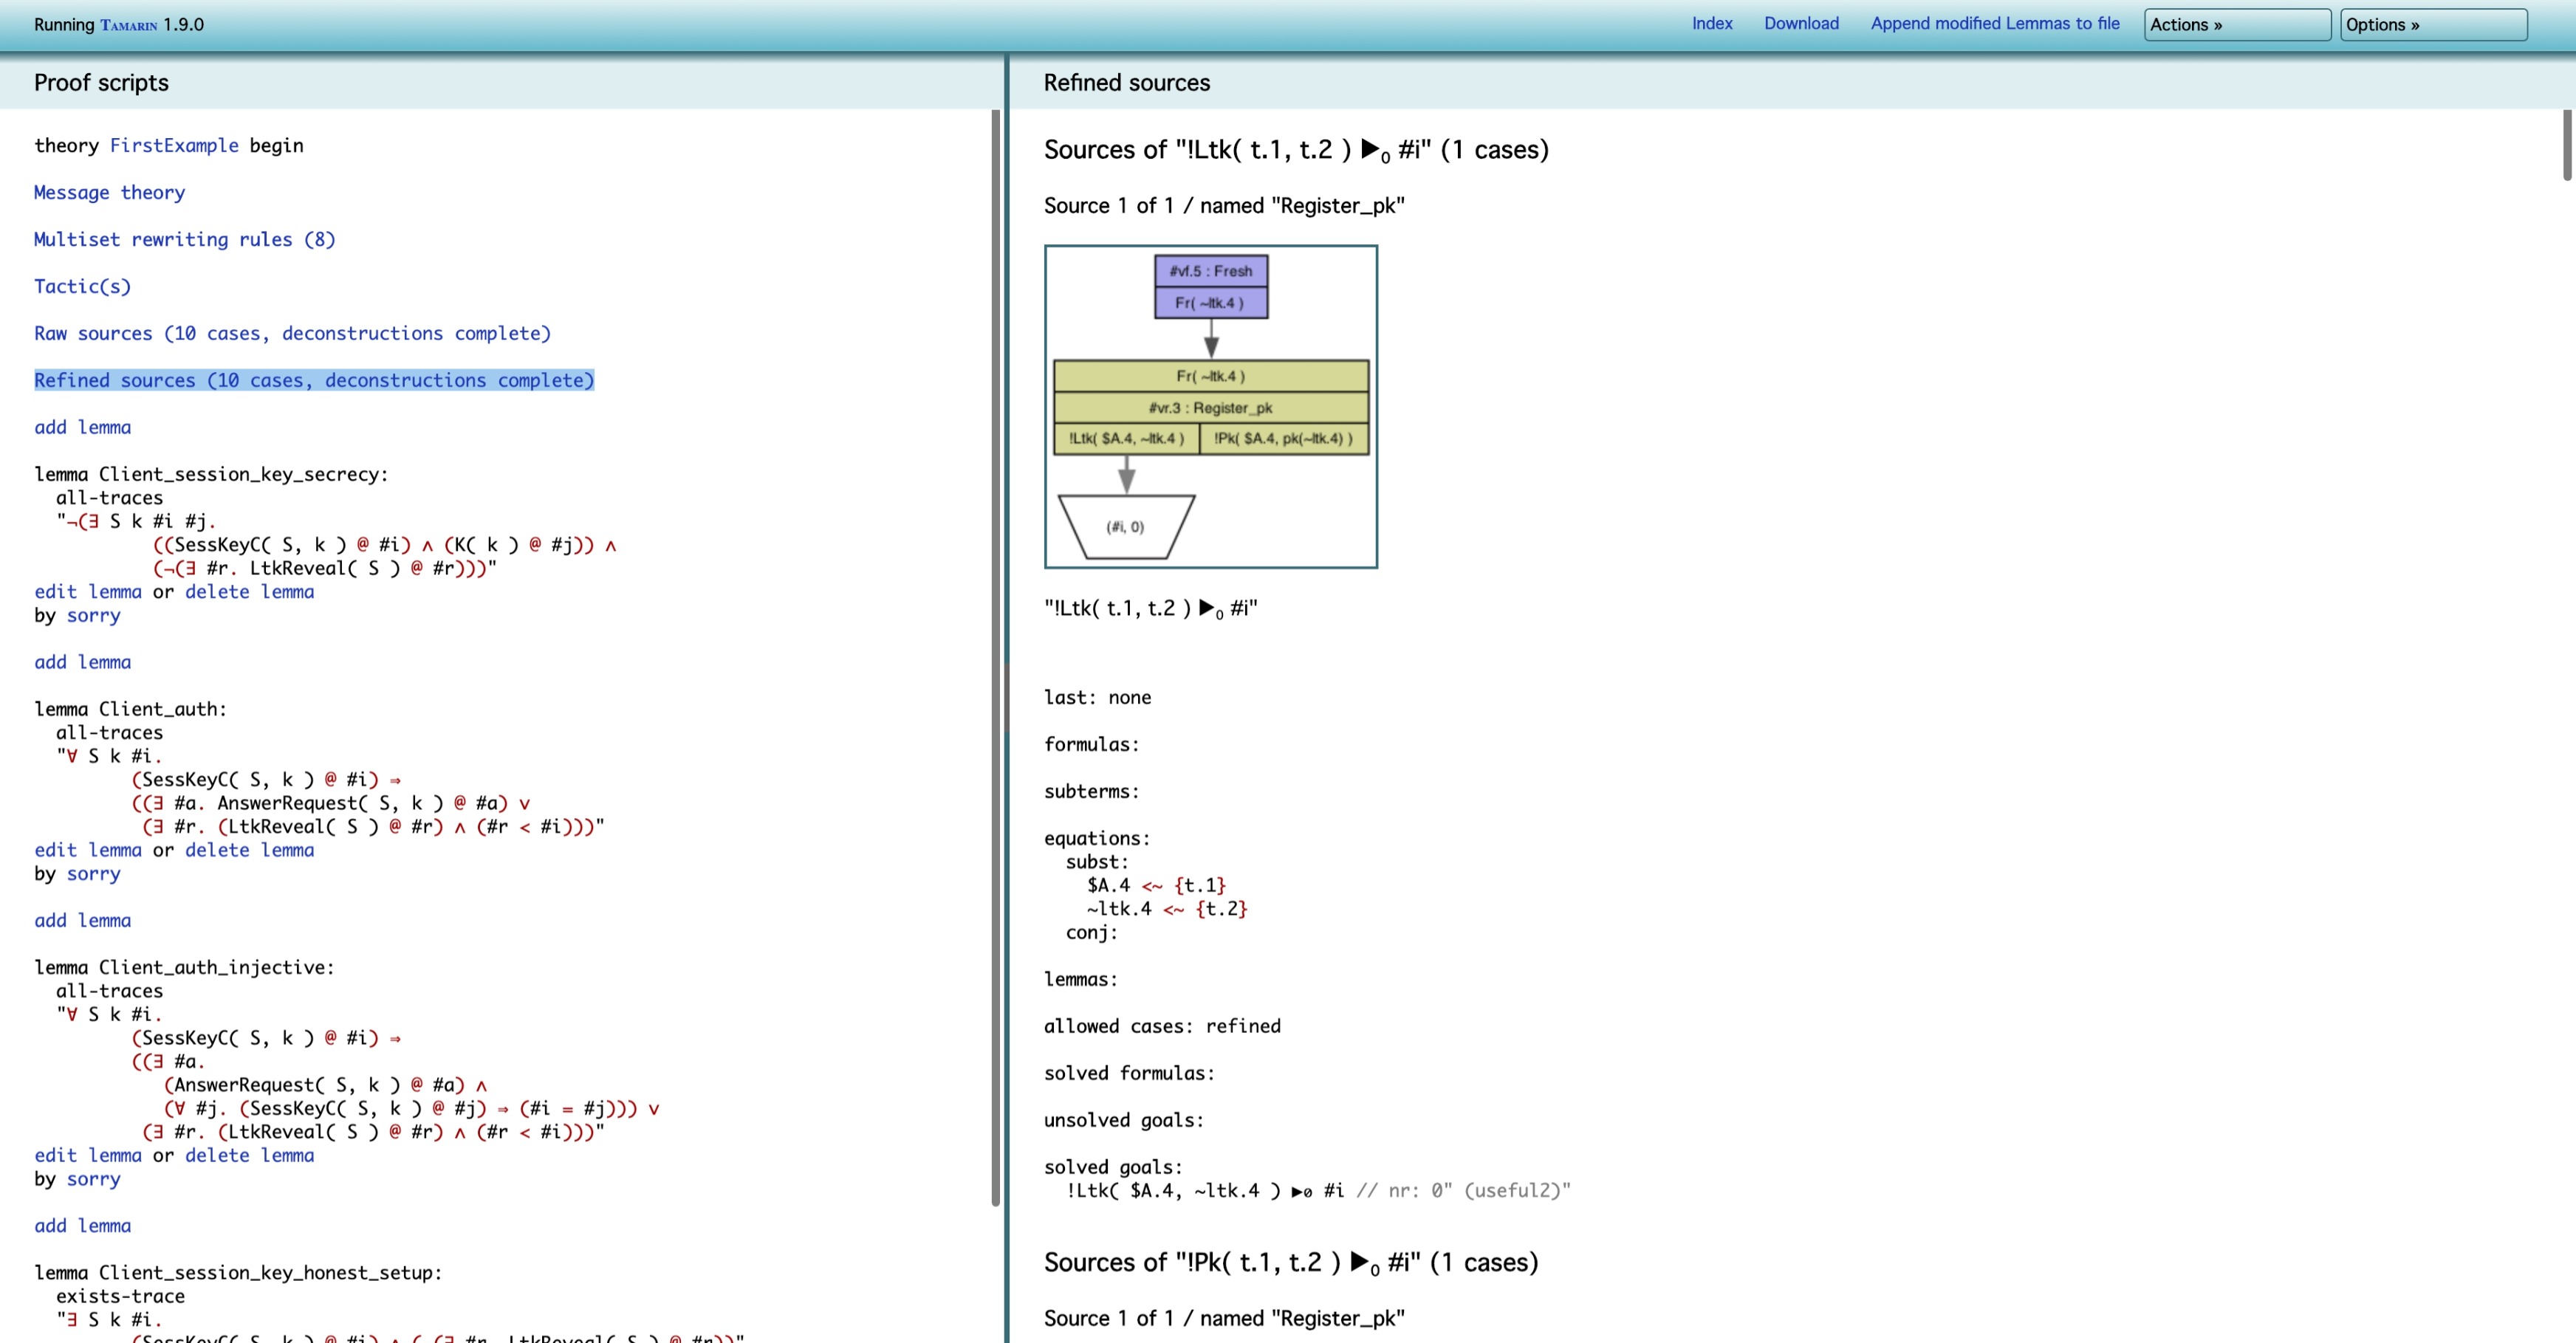 Running TAMARIN 1.9.0
Index Download Append modified Lemmas to file Actions » Options »
Proof scripts
theory FirstExample begin
Message theory
Multiset rewriting rules (8)
Tactic(s)
Raw sources (10 cases, deconstructions complete)
Refined sources (10 cases, deconstructions complete)
add lemma
lemma Client_session_key_secrecy:
all-traces
"¬(∃ S k #i #j.
((SessKeyC( S, k ) @ #i) ∧ (K( k ) @ #j)) ∧
(¬(∃ #r. LtkReveal( S ) @ #r)))"
edit lemma or delete lemma
by sorry
add lemma
lemma Client_auth:
all-traces
"∀ S k #i.
(SessKeyC( S, k ) @ #i) ⇒
((∃ #a. AnswerRequest( S, k ) @ #a) ∨
(∃ #r. (LtkReveal( S ) @ #r) ∧ (#r < #i)))"
edit lemma or delete lemma
by sorry
add lemma
lemma Client_auth_injective:
all-traces
"∀ S k #i.
(SessKeyC( S, k ) @ #i) ⇒
((∃ #a.
(AnswerRequest( S, k ) @ #a) ∧
(∀ #j. (SessKeyC( S, k ) @ #j) ⇒ (#i = #j))) ∨
(∃ #r. (LtkReveal( S ) @ #r) ∧ (#r < #i)))"
edit lemma or delete lemma
by sorry
add lemma
lemma Client_session_key_honest_setup:
exists-trace
"∃ S k #i.
Refined sources
Sources of "!Ltk( t.1, t.2 ) ▶₀ #i" (1 cases)
Source 1 of 1 / named "Register_pk"
#vf.5 : Fresh
Fr( ~ltk.4 )
Fr( ~ltk.4 )
#vr.3 : Register_pk
!Ltk( $A.4, ~ltk.4 ) !Pk( $A.4, pk(~ltk.4) )
(#i, 0)
"!Ltk( t.1, t.2 ) ▶₀ #i"
last: none
formulas:
subterms:
equations:
subst:
$A.4 <~ {t.1}
~ltk.4 <~ {t.2}
conj:
lemmas:
allowed cases: refined
solved formulas:
unsolved goals:
solved goals:
!Ltk( $A.4, ~ltk.4 ) ▶₀ #i // nr: 0" (useful2)"
Sources of "!Pk( t.1, t.2 ) ▶₀ #i" (1 cases)
Source 1 of 1 / named "Register_pk"